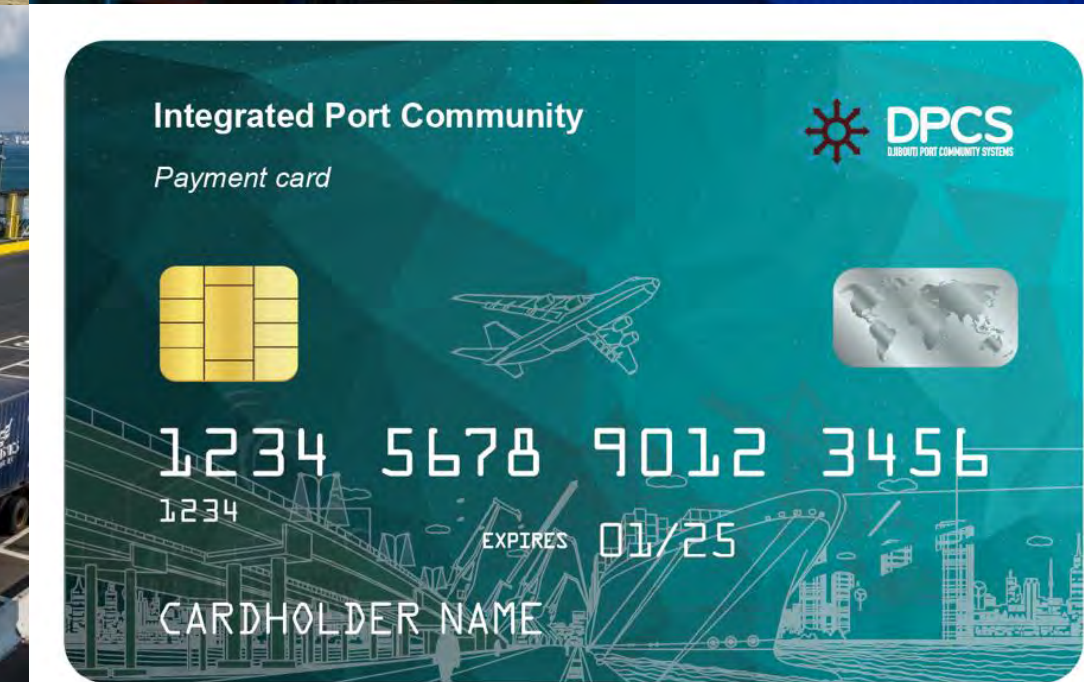 Integrated Port Community
Payment card
DPCS
DJIBOUTI PORT COMMUNITY SYSTEMS
1234 5678 9012 3456
1234
EXPIRES 01/25
CARDHOLDER NAME